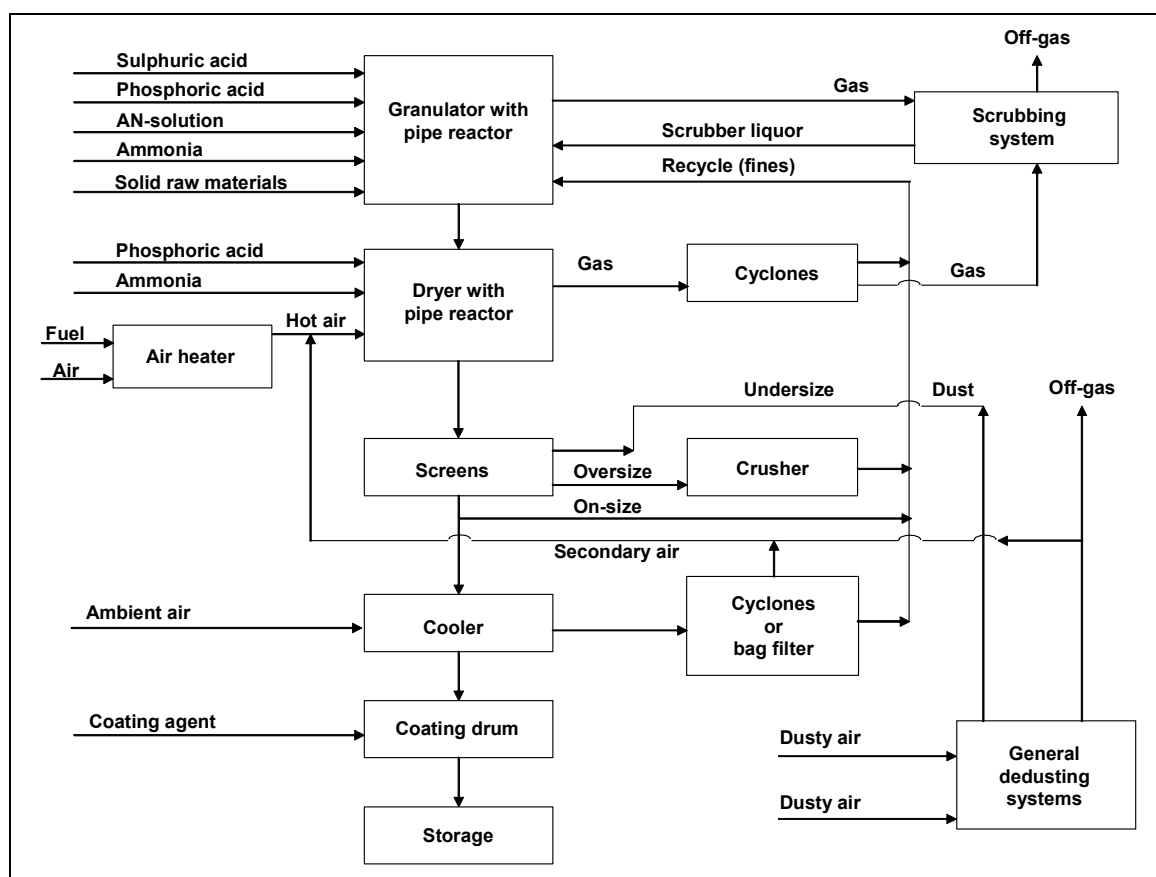 Sulphuric acid
Phosphoric acid
AN-solution
Ammonia
Solid raw materials
Granulator with
pipe reactor
Gas
Scrubber liquor
Recycle (fines)
Off-gas
Scrubbing
system
Phosphoric acid
Ammonia
Hot air
Dryer with
pipe reactor
Gas
Cyclones
Gas
Fuel
Air
Air heater
Undersize
Dust
Off-gas
Screens
Oversize
Crusher
On-size
Secondary air
Ambient air
Cooler
Cyclones
or
bag filter
Coating agent
Coating drum
Dusty air
Dusty air
General
dedusting
systems
Storage